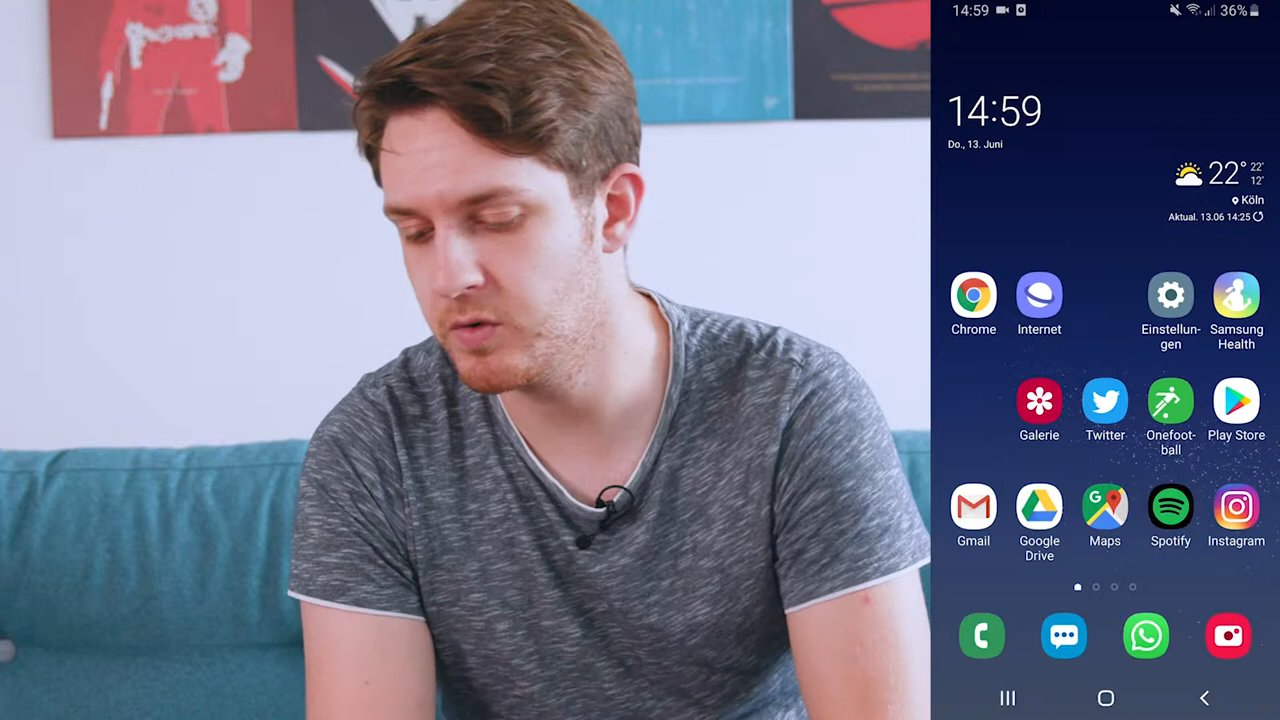 14:59
36%
14:59
Do., 13. Juni
22°
22°
12°
Köln
Aktual. 13.06 14:25
Chrome
Internet
Einstellun-
gen
Samsung
Health
Galerie
Twitter
Onefoot-
ball
Play Store
Gmail
Google
Drive
G
Maps
Spotify
Instagram